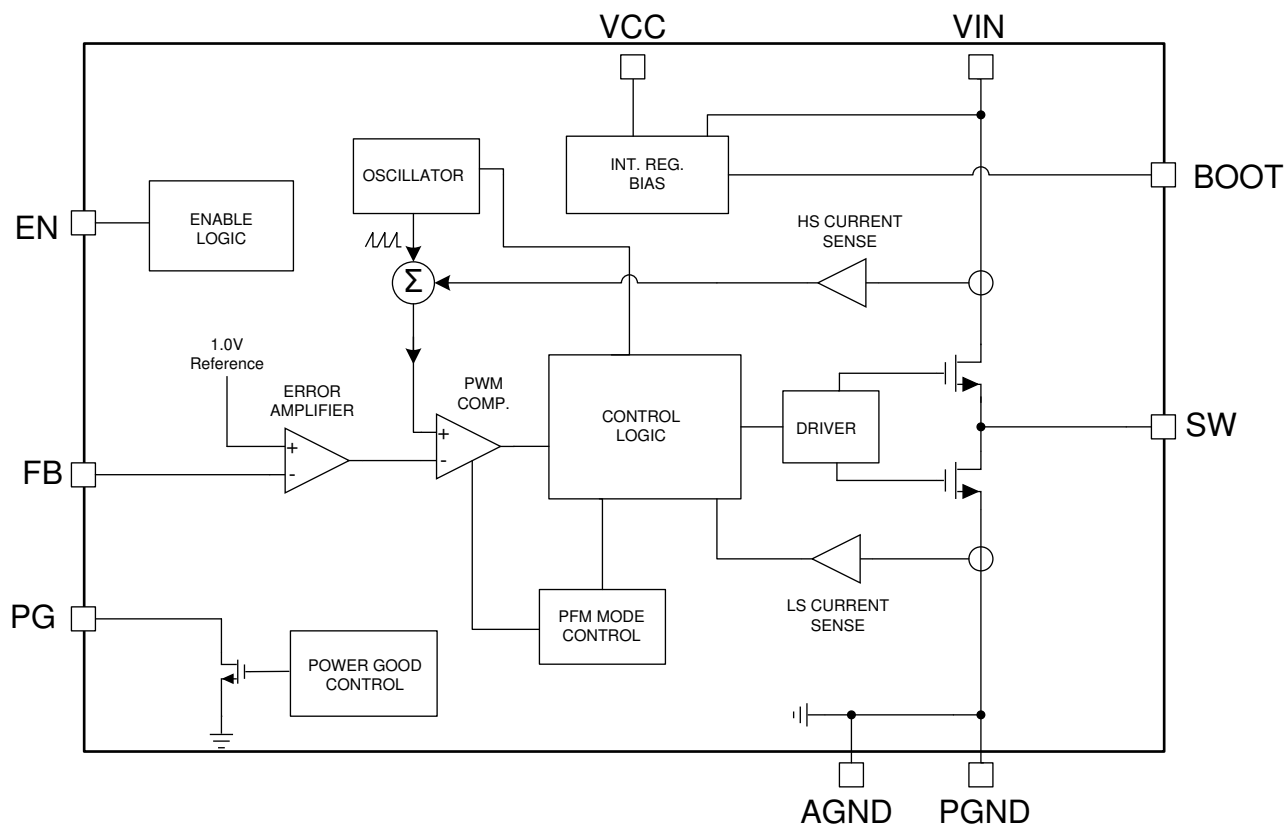 VCC
VIN
OSCILLATOR
INT. REG.
BIAS
BOOT
EN
ENABLE
LOGIC
HS CURRENT
SENSE
Σ
1.0V
Reference
ERROR
AMPLIFIER
PWM
COMP.
CONTROL
LOGIC
DRIVER
SW
+
-
+
-
FB
PG
POWER GOOD
CONTROL
PFM MODE
CONTROL
LS CURRENT
SENSE
AGND
PGND